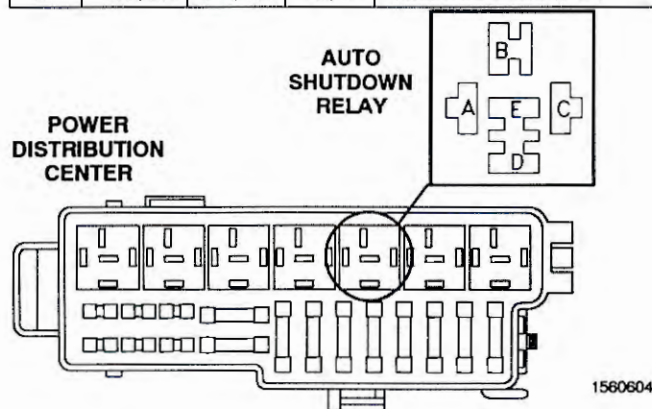 AUTO
SHUTDOWN
RELAY
B
A
E
C
D
POWER
DISTRIBUTION
CENTER
1560604